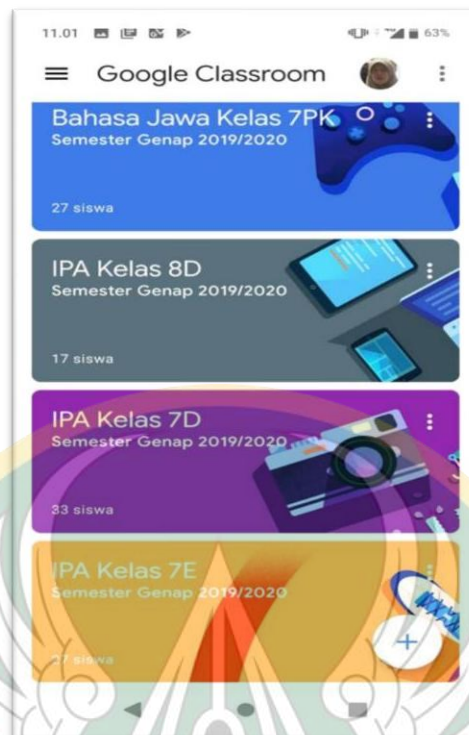 11.01
63%
Google Classroom
Bahasa Jawa Kelas 7PK
Semester Genap 2019/2020
27 siswa
IPA Kelas 8D
Semester Genap 2019/2020
17 siswa
IPA Kelas 7D
Semester Genap 2019/2020
33 siswa
IPA Kelas 7E
Semester Genap 2019/2020
27 siswa